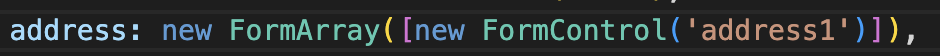 address: new FormArray([new FormControl('address1')]),